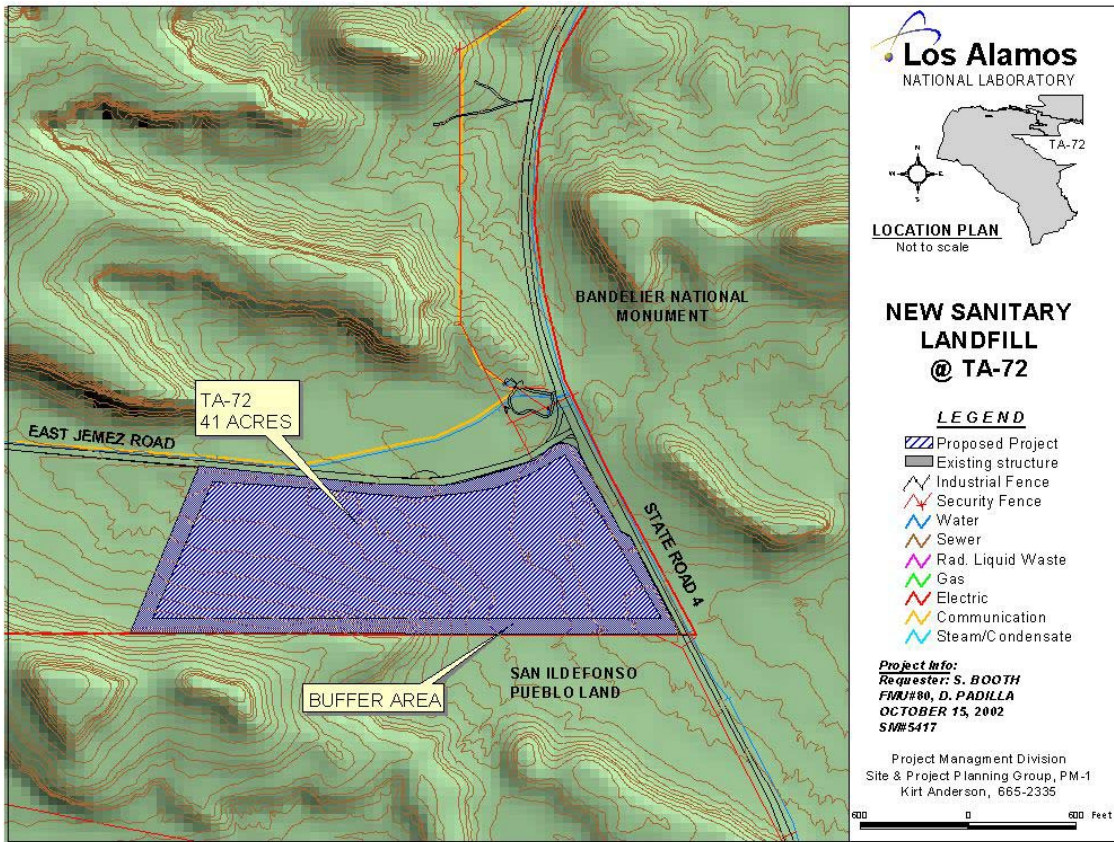 BANDELIER NATIONAL
MONUMENT
TA-72
41 ACRES
EAST JEMEZ ROAD
STATE ROAD 4
SAN ILDEFONSO
PUEBLO LAND
BUFFER AREA
Los Alamos
NATIONAL LABORATORY
TA-72
N
W E
S
LOCATION PLAN
Not to scale
NEW SANITARY
LANDFILL
@ TA-72
LEGEND
Proposed Project
Existing structure
Industrial Fence
Security Fence
Water
Sewer
Rad. Liquid Waste
Gas
Electric
Communication
Steam/Condensate
Project Info:
Requester: S. BOOTH
FMU#80, D. PADILLA
OCTOBER 15, 2002
SM#5417
Project Managment Division
Site & Project Planning Group, PM-1
Kirt Anderson, 665-2335
600 0 600 Feet